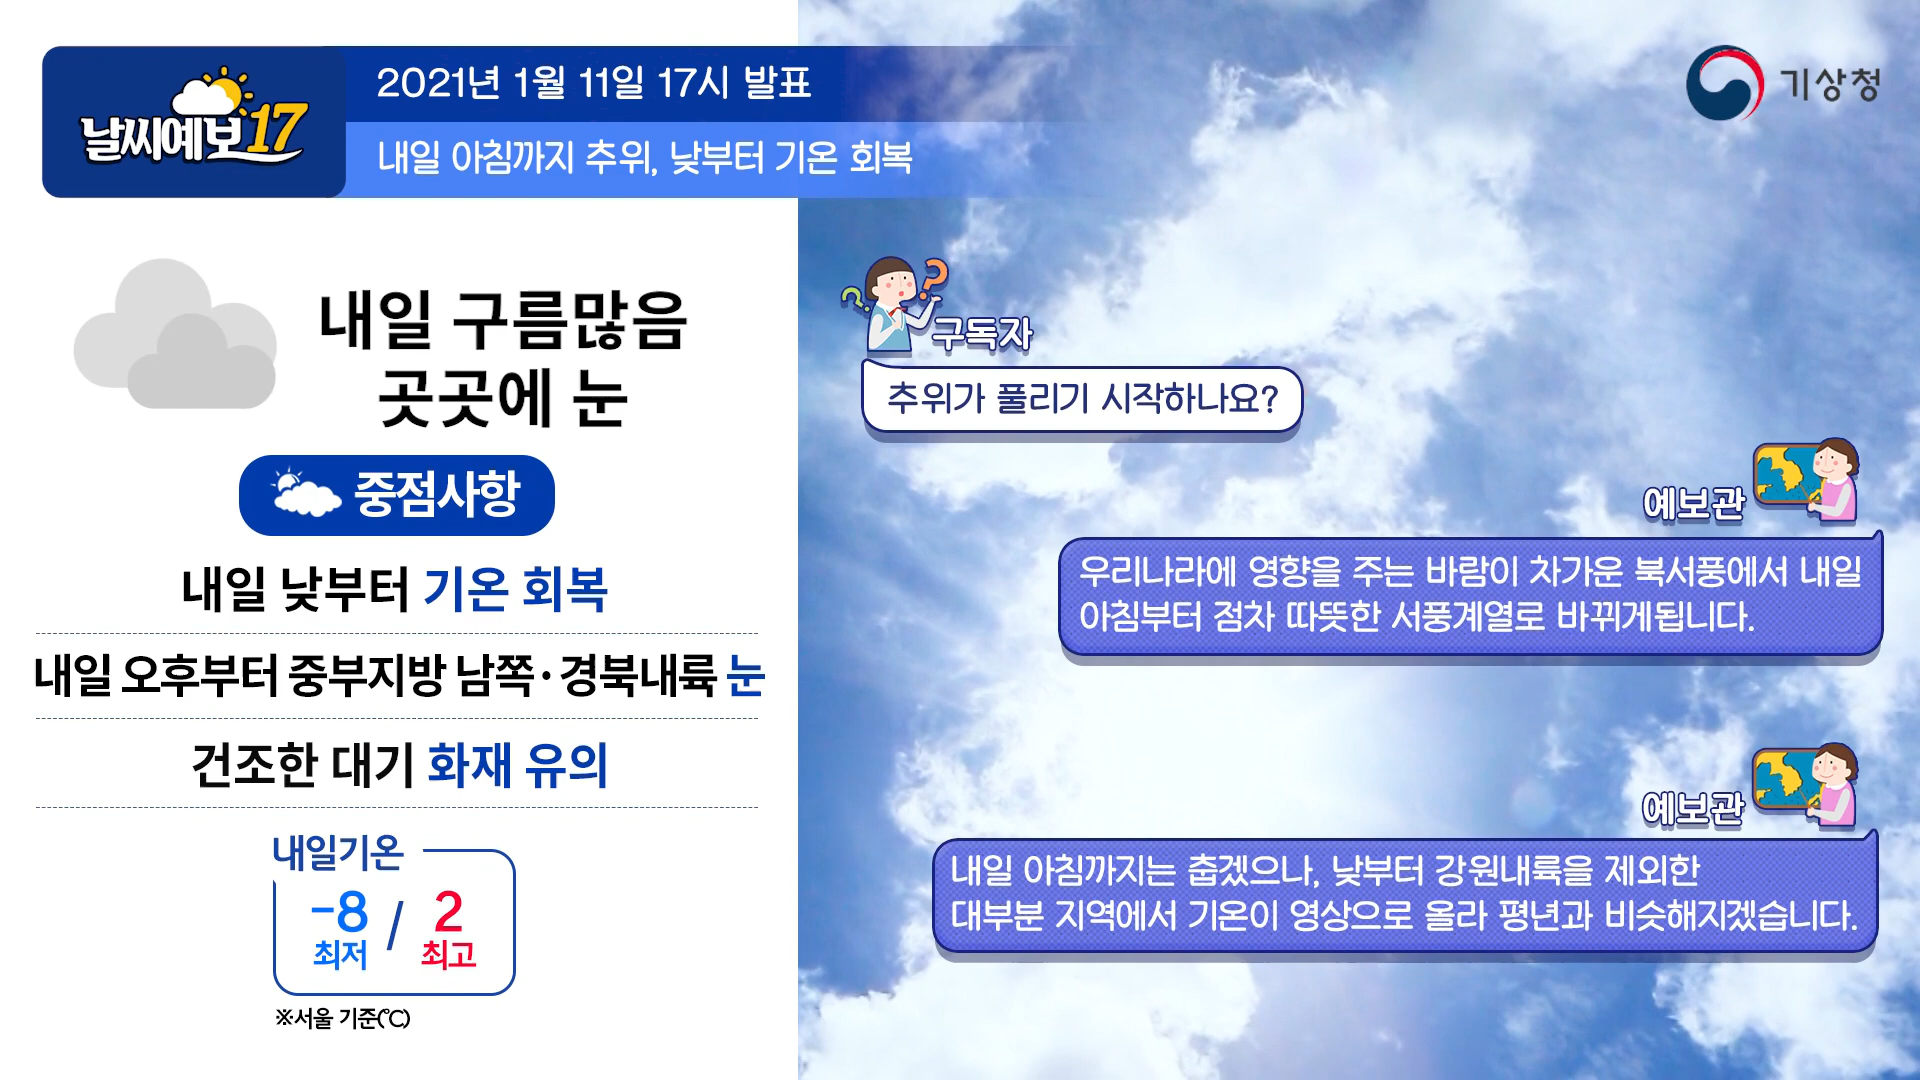 날씨예보17
2021년 1월 11일 17시 발표
내일 아침까지 추위, 낮부터 기온 회복
기상청
내일 구름많음
곳곳에 눈
중점사항
내일 낮부터 기온 회복
내일 오후부터 중부지방 남쪽·경북내륙 눈
건조한 대기 화재 유의
내일기온
-8 / 2
최저 최고
※서울 기준(℃)
구독자
추위가 풀리기 시작하나요?
예보관
우리나라에 영향을 주는 바람이 차가운 북서풍에서 내일
아침부터 점차 따뜻한 서풍계열로 바뀌게됩니다.
예보관
내일 아침까지는 춥겠으나, 낮부터 강원내륙을 제외한
대부분 지역에서 기온이 영상으로 올라 평년과 비슷해지겠습니다.